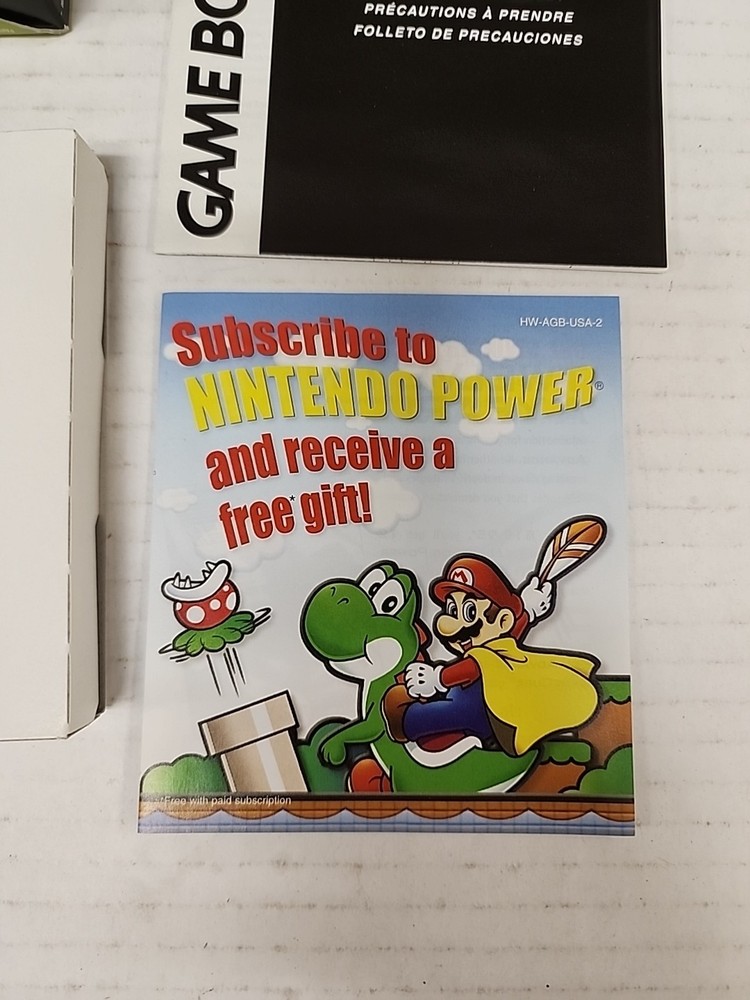 PRÉCAUTIONS À PRENDRE
FOLLETO DE PRECAUCIONES
GAME BO
HW-AGB-USA-2
Subscribe to
NINTENDO POWER®
and receive a
free* gift!
M
*Free with paid subscription